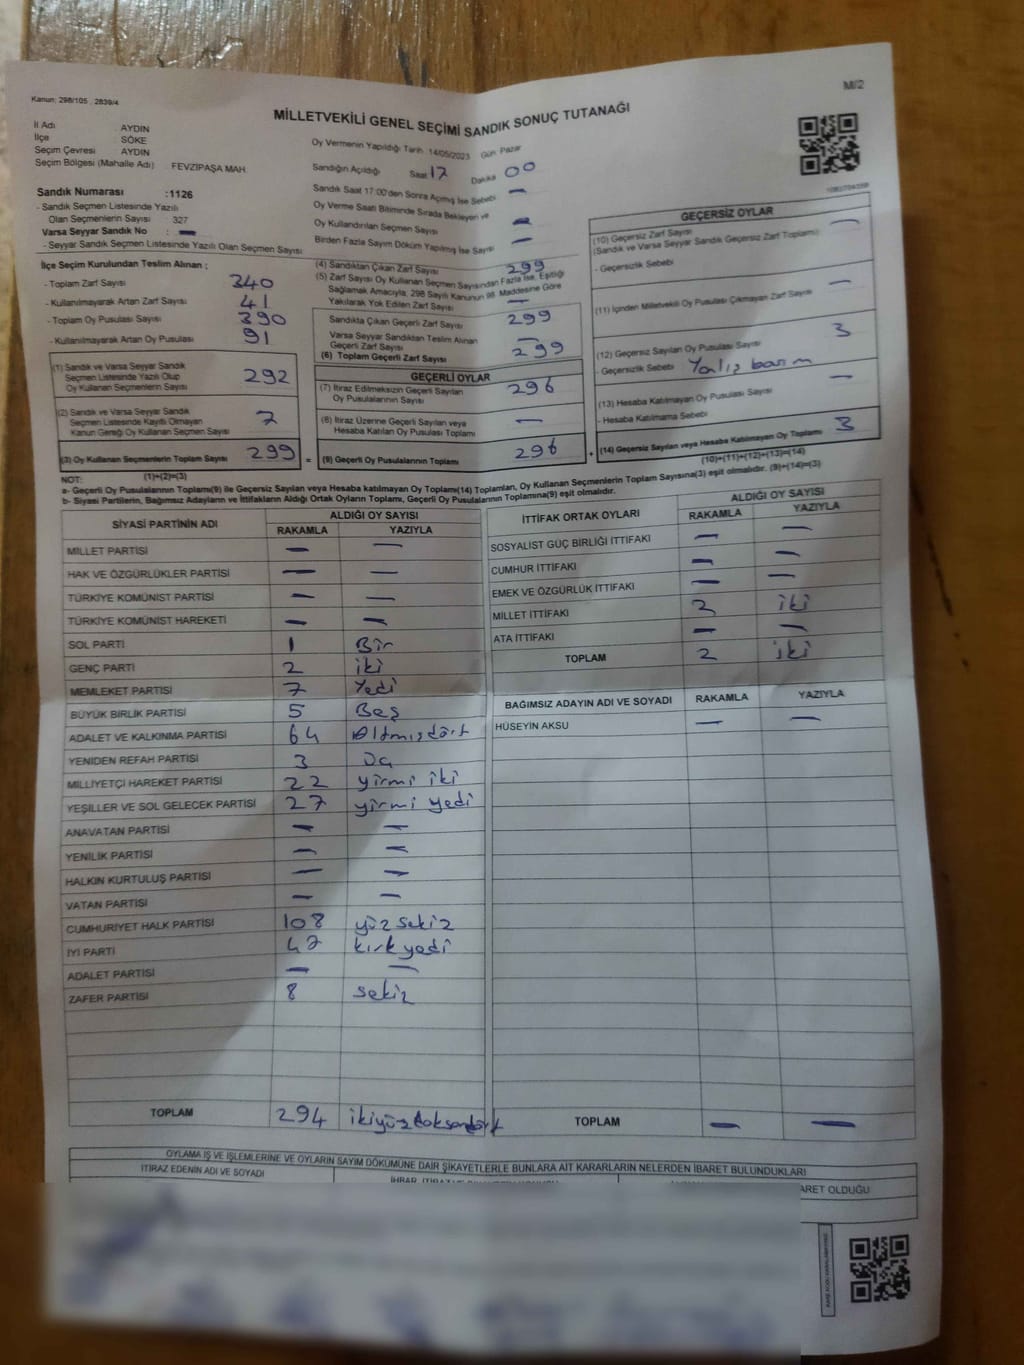 Kanun: 298/105 , 2839/4
M/2
MİLLETVEKİLİ GENEL SEÇİMİ SANDIK SONUÇ TUTANAĞI
İl Adı : AYDIN
İlçe : SÖKE
Seçim Çevresi : AYDIN
Seçim Bölgesi (Mahalle Adı) : FEVZİPAŞA MAH.
Sandık Numarası :1126
- Sandık Seçmen Listesinde Yazılı
Olan Seçmenlerin Sayısı 327
Varsa Seyyar Sandık No : —
- Seyyar Sandık Seçmen Listesinde Yazılı Olan Seçmen Sayısı
Oy Vermenin Yapıldığı Tarih :14/05/2023 Gün Pazar
Sandığın Açıldığı Saat 17 Dakika 00
Sandık Saat 17:00'den Sonra Açılmış İse Sebebi —
Oy Verme Saati Bitiminde Sırada Bekleyen ve
Oy Kullandırılan Seçmen Sayısı —
Birden Fazla Sayım Döküm Yapılmış İse Sayısı —
İlçe Seçim Kurulundan Teslim Alınan ;
- Toplam Zarf Sayısı 340
- Kullanılmayarak Artan Zarf Sayısı 41
- Toplam Oy Pusulası Sayısı 390
- Kullanılmayarak Artan Oy Pusulası 91
(1) Sandık ve Varsa Seyyar Sandık
Seçmen Listesinde Yazılı Olup
Oy Kullanan Seçmenlerin Sayısı 292
(2) Sandık ve Varsa Seyyar Sandık
Seçmen Listesinde Kayıtlı Olmayan
Kanun Gereği Oy Kullanan Seçmen Sayısı 7
(3) Oy Kullanan Seçmenlerin Toplam Sayısı 299 =
(1)+(2)=(3)
(4) Sandıktan Çıkan Zarf Sayısı 299
(5) Zarf Sayısı Oy Kullanan Seçmen Sayısından Fazla İse, Eşitliği
Sağlamak Amacıyla, 298 Sayılı Kanunun 98. Maddesine Göre
Yakılarak Yok Edilen Zarf Sayısı —
Sandıkta Çıkan Geçerli Zarf Sayısı 299
Varsa Seyyar Sandıktan Teslim Alınan
Geçerli Zarf Sayısı —
(6) Toplam Geçerli Zarf Sayısı 299
GEÇERLİ OYLAR
(7) İtiraz Edilmeksizin Geçerli Sayılan
Oy Pusulalarının Sayısı 296
(8) İtiraz Üzerine Geçerli Sayılan veya
Hesaba Katılan Oy Pusulası Toplamı —
(9) Geçerli Oy Pusulalarının Toplamı 296 +
GEÇERSİZ OYLAR
(10) Geçersiz Zarf Sayısı —
(Sandık ve Varsa Seyyar Sandık Geçersiz Zarf Toplamı)
- Geçersizlik Sebebi
(11) İçinden Milletvekili Oy Pusulası Çıkmayan Zarf Sayısı —
(12) Geçersiz Sayılan Oy Pusulası Sayısı 3
- Geçersizlik Sebebi Yanlış basım
(13) Hesaba Katılmayan Oy Pusulası Sayısı —
- Hesaba Katılmama Sebebi
(14) Geçersiz Sayılan veya Hesaba Katılmayan Oy Toplamı 3
(10)+(11)+(12)+(13)=(14)
NOT:
a- Geçerli Oy Pusulalarının Toplamı(9) ile Geçersiz Sayılan veya Hesaba katılmayan Oy Toplamı(14) Toplamları, Oy Kullanan Seçmenlerin Toplam Sayısına(3) eşit olmalıdır. (9)+(14)=(3)
b- Siyasi Partilerin, Bağımsız Adayların ve İttifakların Aldığı Ortak Oyların Toplamı, Geçerli Oy Pusulalarının Toplamına(9) eşit olmalıdır.
SİYASİ PARTİNİN ADI ALDIĞI OY SAYISI
RAKAMLA YAZIYLA
MİLLET PARTİSİ — —
HAK VE ÖZGÜRLÜKLER PARTİSİ — —
TÜRKİYE KOMÜNİST PARTİSİ — —
TÜRKİYE KOMÜNİST HAREKETİ — —
SOL PARTİ 1 Bir
GENÇ PARTİ 2 iki
MEMLEKET PARTİSİ 7 Yedi
BÜYÜK BİRLİK PARTİSİ 5 Beş
ADALET VE KALKINMA PARTİSİ 64 Altmışdört
YENİDEN REFAH PARTİSİ 3 Üç
MİLLİYETÇİ HAREKET PARTİSİ 22 yirmi iki
YEŞİLLER VE SOL GELECEK PARTİSİ 27 yirmi yedi
ANAVATAN PARTİSİ — —
YENİLİK PARTİSİ — —
HALKIN KURTULUŞ PARTİSİ — —
VATAN PARTİSİ — —
CUMHURİYET HALK PARTİSİ 108 yüz sekiz
İYİ PARTİ 47 kırk yedi
ADALET PARTİSİ — —
ZAFER PARTİSİ 8 sekiz
TOPLAM 294 ikiyüzdoksandört
İTTİFAK ORTAK OYLARI ALDIĞI OY SAYISI
RAKAMLA YAZIYLA
SOSYALİST GÜÇ BİRLİĞİ İTTİFAKI — —
CUMHUR İTTİFAKI — —
EMEK VE ÖZGÜRLÜK İTTİFAKI — —
MİLLET İTTİFAKI 2 iki
ATA İTTİFAKI — —
TOPLAM 2 iki
BAĞIMSIZ ADAYIN ADI VE SOYADI RAKAMLA YAZIYLA
HÜSEYİN AKSU — —
TOPLAM — —
OYLAMA İŞ VE İŞLEMLERİNE VE OYLARIN SAYIM DÖKÜMÜNE DAİR ŞİKAYETLERLE BUNLARA AİT KARARLARIN NELERDEN İBARET BULUNDUKLARI
İTİRAZ EDENİN ADI VE SOYADI
ARET OLDUĞU